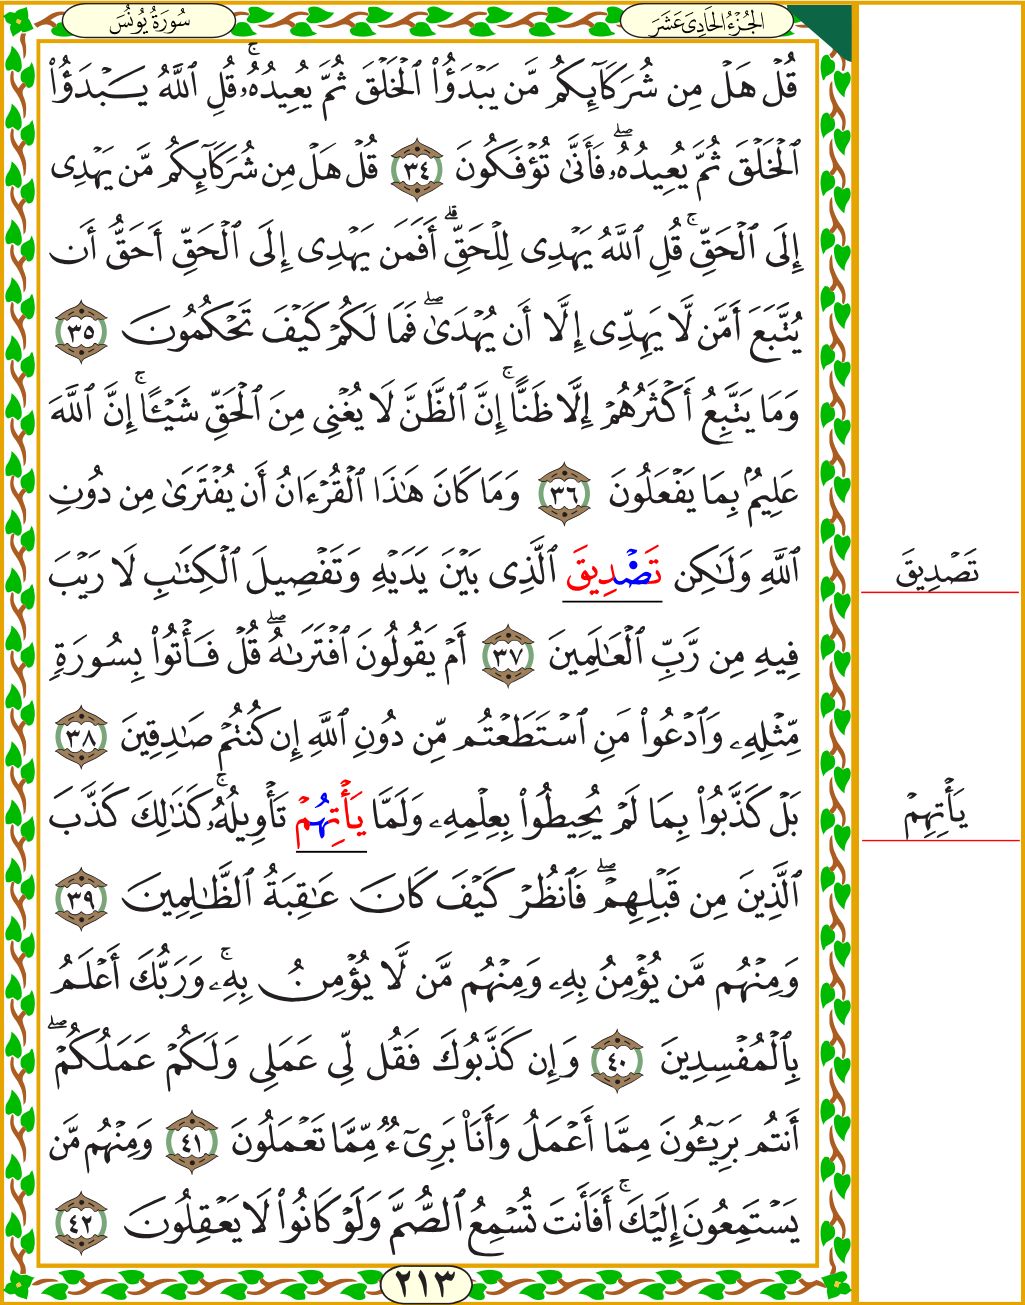 الجُزْءُ الحَادِى عَشَرَ
سُورَةُ يُونُسَ
قُلْ هَلْ مِن شُرَكَآئِكُم مَّن يَبْدَؤُا۟ ٱلْخَلْقَ ثُمَّ يُعِيدُهُۥ ۚ قُلِ ٱللَّهُ يَبْدَؤُا۟
ٱلْخَلْقَ ثُمَّ يُعِيدُهُۥ ۖ فَأَنَّىٰ تُؤْفَكُونَ ٣٤ قُلْ هَلْ مِن شُرَكَآئِكُم مَّن يَهْدِى
إِلَى ٱلْحَقِّ ۚ قُلِ ٱللَّهُ يَهْدِى لِلْحَقِّ ۗ أَفَمَن يَهْدِى إِلَى ٱلْحَقِّ أَحَقُّ أَن
يُتَّبَعَ أَمَّن لَّا يَهِدِّى إِلَّا أَن يُهْدَىٰ ۖ فَمَا لَكُمْ كَيْفَ تَحْكُمُونَ ٣٥
وَمَا يَتَّبِعُ أَكْثَرُهُمْ إِلَّا ظَنًّا ۚ إِنَّ ٱلظَّنَّ لَا يُغْنِى مِنَ ٱلْحَقِّ شَيْـًٔا ۚ إِنَّ ٱللَّهَ
عَلِيمٌۢ بِمَا يَفْعَلُونَ ٣٦ وَمَا كَانَ هَٰذَا ٱلْقُرْءَانُ أَن يُفْتَرَىٰ مِن دُونِ
ٱللَّهِ وَلَٰكِن تَصْدِيقَ ٱلَّذِى بَيْنَ يَدَيْهِ وَتَفْصِيلَ ٱلْكِتَٰبِ لَا رَيْبَ
تَصْدِيقَ
فِيهِ مِن رَّبِّ ٱلْعَٰلَمِينَ ٣٧ أَمْ يَقُولُونَ ٱفْتَرَىٰهُ ۖ قُلْ فَأْتُوا۟ بِسُورَةٍ
مِّثْلِهِۦ وَٱدْعُوا۟ مَنِ ٱسْتَطَعْتُم مِّن دُونِ ٱللَّهِ إِن كُنتُمْ صَٰدِقِينَ ٣٨
بَلْ كَذَّبُوا۟ بِمَا لَمْ يُحِيطُوا۟ بِعِلْمِهِۦ وَلَمَّا يَأْتِهُمْ تَأْوِيلُهُۥ ۚ كَذَٰلِكَ كَذَّبَ
يَأْتِهِمْ
ٱلَّذِينَ مِن قَبْلِهِمْ ۖ فَٱنظُرْ كَيْفَ كَانَ عَٰقِبَةُ ٱلظَّٰلِمِينَ ٣٩
وَمِنْهُم مَّن يُؤْمِنُ بِهِۦ وَمِنْهُم مَّن لَّا يُؤْمِنُ بِهِۦ ۚ وَرَبُّكَ أَعْلَمُ
بِٱلْمُفْسِدِينَ ٤٠ وَإِن كَذَّبُوكَ فَقُل لِّى عَمَلِى وَلَكُمْ عَمَلُكُمْ ۖ
أَنتُم بَرِيٓـُٔونَ مِمَّا أَعْمَلُ وَأَنَا۠ بَرِىٓءٌ مِّمَّا تَعْمَلُونَ ٤١ وَمِنْهُم مَّن
يَسْتَمِعُونَ إِلَيْكَ ۚ أَفَأَنتَ تُسْمِعُ ٱلصُّمَّ وَلَوْ كَانُوا۟ لَا يَعْقِلُونَ ٤٢
٢١٣